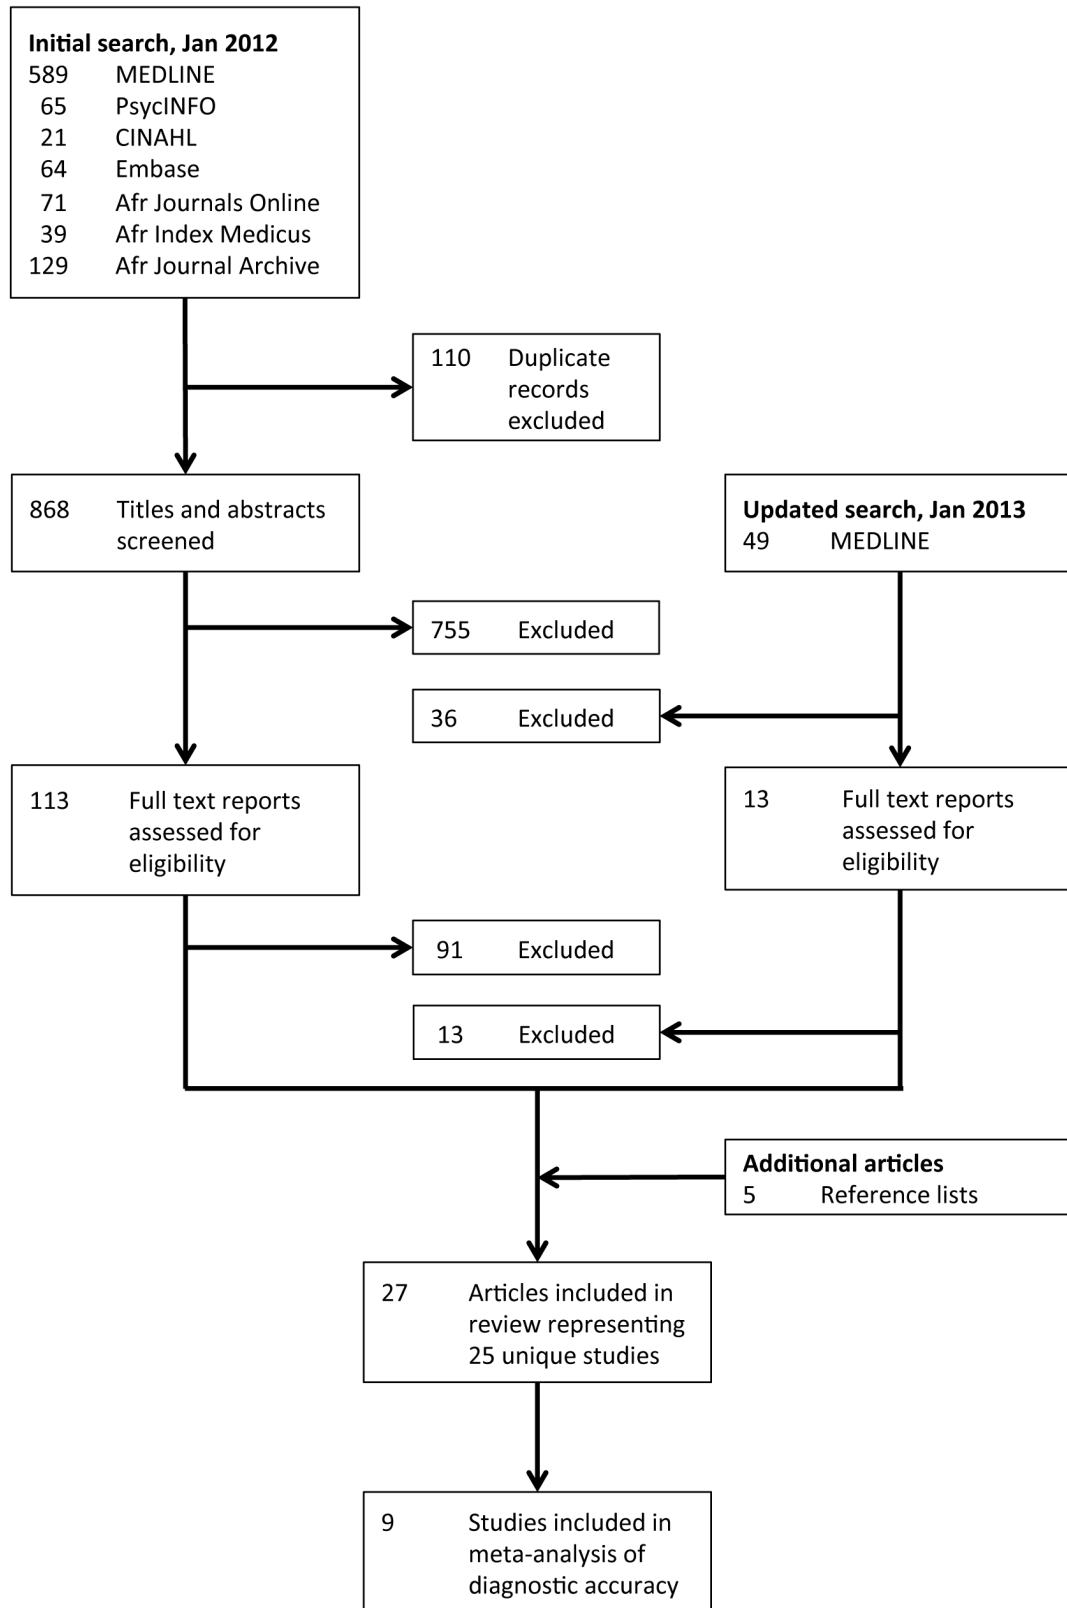 Initial search, Jan 2012
589 MEDLINE
65 PsycINFO
21 CINAHL
64 Embase
71 Afr Journals Online
39 Afr Index Medicus
129 Afr Journal Archive
110 Duplicate
records
excluded
868 Titles and abstracts
screened
Updated search, Jan 2013
49 MEDLINE
755 Excluded
36 Excluded
113 Full text reports
assessed for
eligibility
13 Full text reports
assessed for
eligibility
91 Excluded
13 Excluded
Additional articles
5 Reference lists
27 Articles included in
review representing
25 unique studies
9 Studies included in
meta-analysis of
diagnostic accuracy